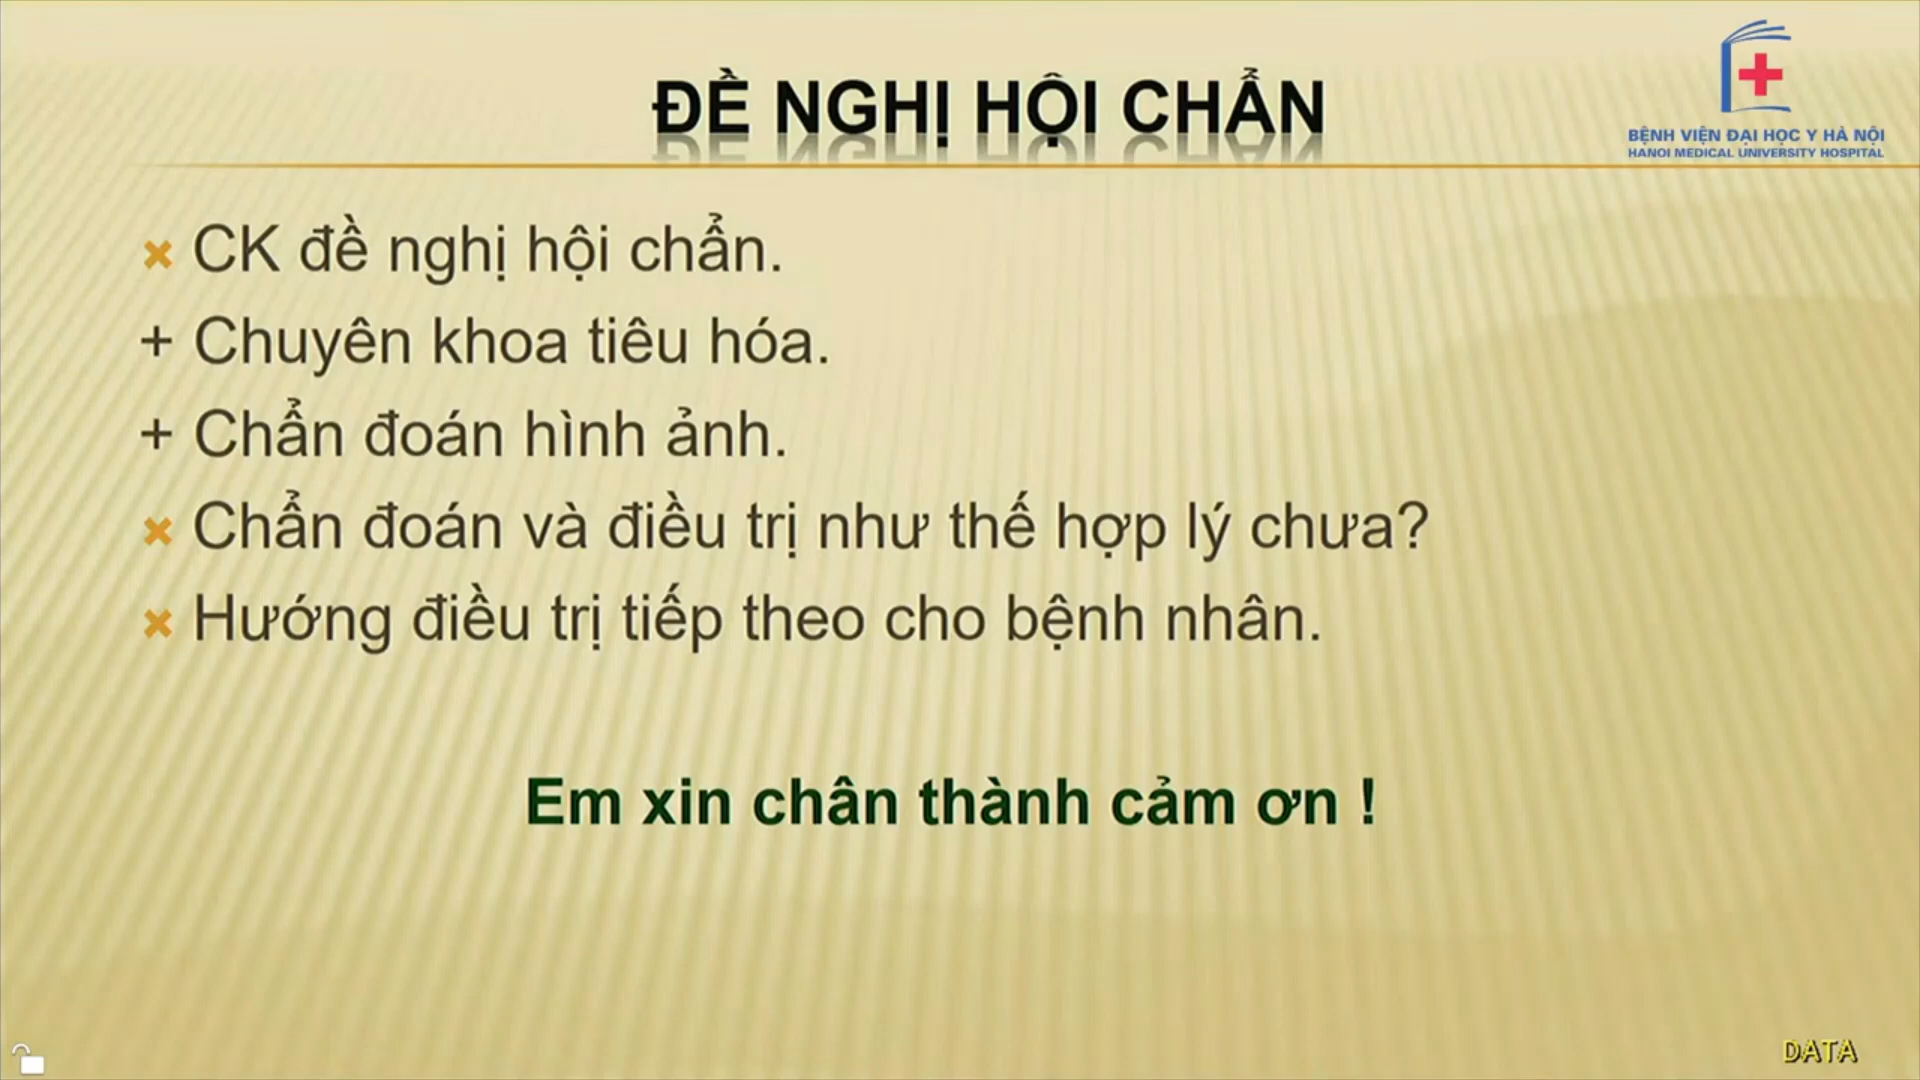 ĐỀ NGHỊ HỘI CHẨN
BỆNH VIỆN ĐẠI HỌC Y HÀ NỘI
HANOI MEDICAL UNIVERSITY HOSPITAL
CK đề nghị hội chẩn.
+ Chuyên khoa tiêu hóa.
+ Chẩn đoán hình ảnh.
Chẩn đoán và điều trị như thế hợp lý chưa?
Hướng điều trị tiếp theo cho bệnh nhân.
Em xin chân thành cảm ơn !
DATA